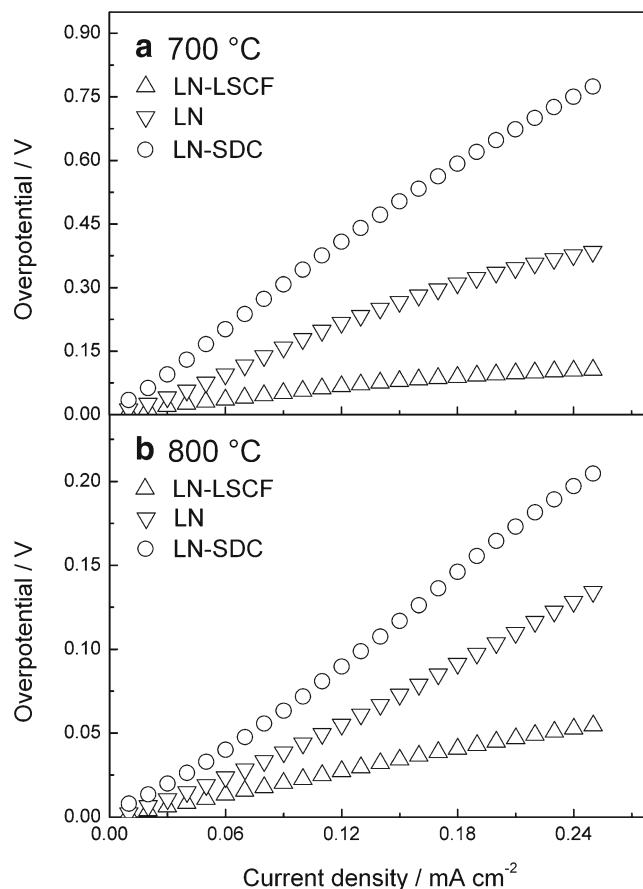 a 700 °C
△ LN-LSCF
▽ LN
○ LN-SDC
0.90
0.75
0.60
0.45
0.30
0.15
0.00
Overpotential / V
b 800 °C
△ LN-LSCF
▽ LN
○ LN-SDC
0.20
0.15
0.10
0.05
0.00
Overpotential / V
0.00 0.06 0.12 0.18 0.24
Current density / mA cm⁻²